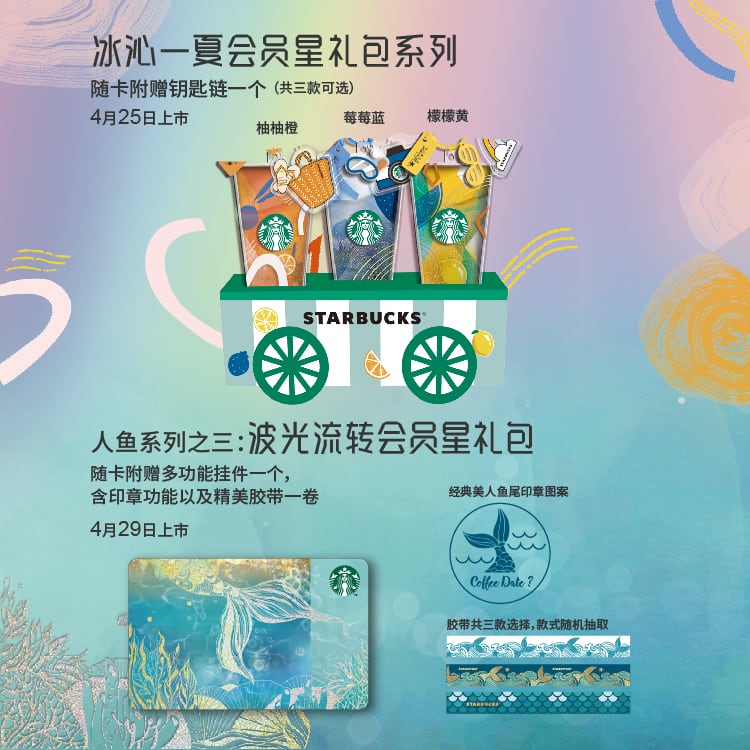 冰沁一夏会员星礼包系列
随卡附赠钥匙链一个（共三款可选）
4月25日上市
柚柚橙
莓莓蓝
檬檬黄
STARBUCKS
人鱼系列之三:波光流转会员星礼包
随卡附赠多功能挂件一个，
含印章功能以及精美胶带一卷
4月29日上市
经典美人鱼尾印章图案
Coffee Date ?
胶带共三款选择,款式随机抽取
STARBUCKS